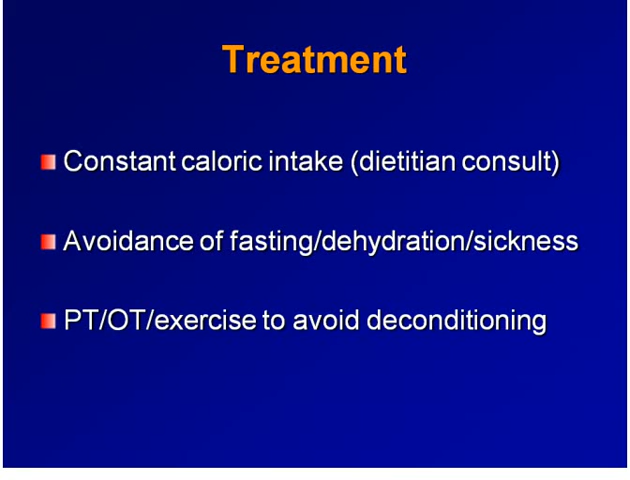 Treatment
Constant caloric intake (dietitian consult)
Avoidance of fasting/dehydration/sickness
PT/OT/exercise to avoid deconditioning